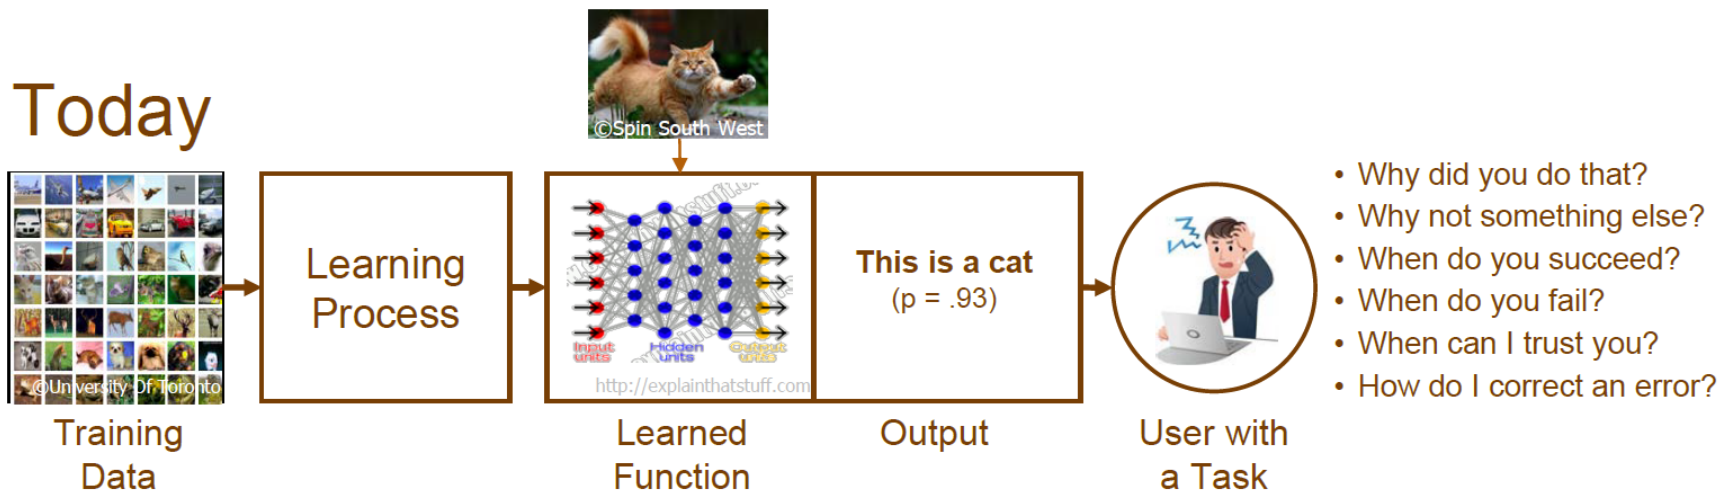 Today
©Spin South West
©University Of Toronto
Learning
Process
Input
units
Hidden
units
Output
units
http://explainthatstuff.com
This is a cat
(p = .93)
• Why did you do that?
• Why not something else?
• When do you succeed?
• When do you fail?
• When can I trust you?
• How do I correct an error?
Training
Data
Learned
Function
Output
User with
a Task